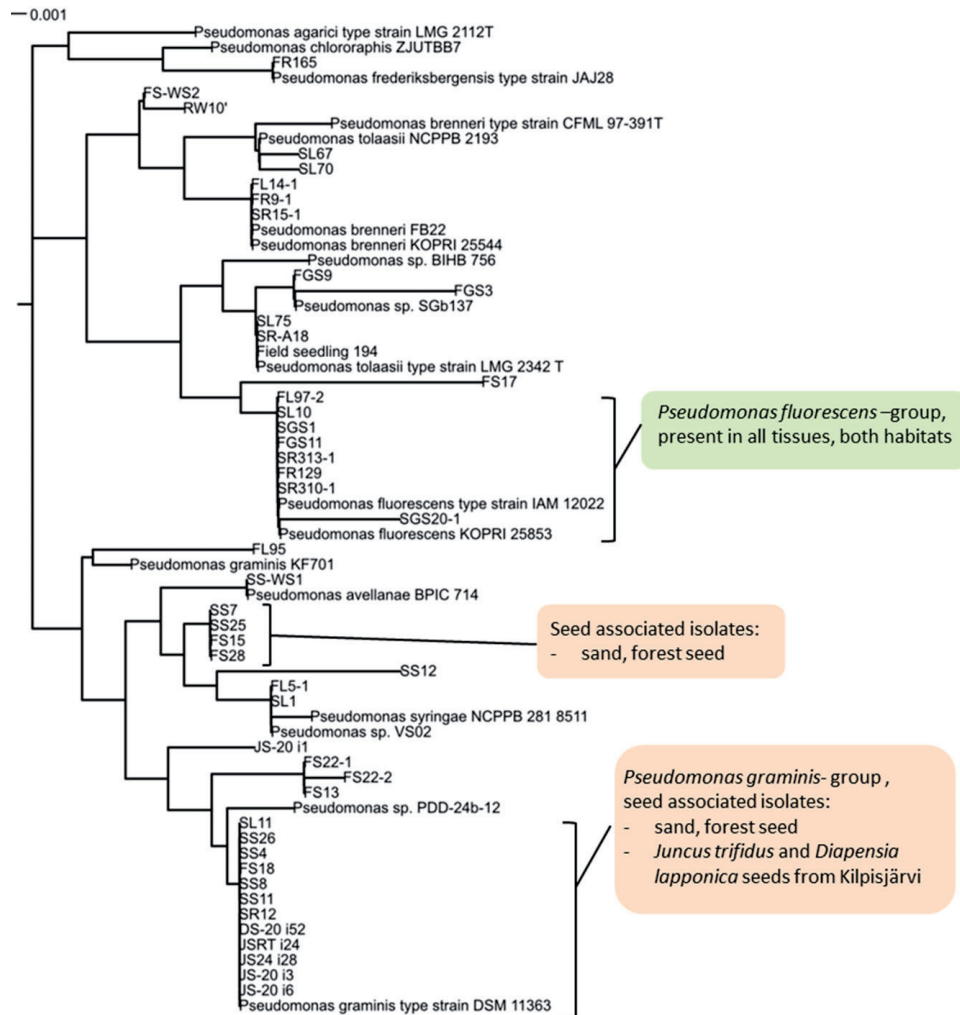 0.001
Pseudomonas agarici type strain LMG 2112T
Pseudomonas chlororaphis ZJUTBB7
FR165
Pseudomonas frederiksbergensis type strain JAJ28
FS-WS2
RW10'
Pseudomonas brenneri type strain CFML 97-391T
Pseudomonas tolaasii NCPPB 2193
SL67
SL70
FL14-1
FR9-1
SR15-1
Pseudomonas brenneri FB22
Pseudomonas brenneri KOPRI 25544
Pseudomonas sp. BIHB 756
FGS9
FGS3
Pseudomonas sp. SGb137
SL75
SR-A18
Field seedling 194
Pseudomonas tolaasii type strain LMG 2342 T
FS17
FL97-2
SL10
SGS1
FGS11
SR313-1
FR129
SR310-1
Pseudomonas fluorescens type strain IAM 12022
SGS20-1
Pseudomonas fluorescens KOPRI 25853
Pseudomonas fluorescens –group,
present in all tissues, both habitats
FL95
Pseudomonas graminis KF701
SS-WS1
Pseudomonas avellanae BPIC 714
SS7
SS25
FS15
FS28
Seed associated isolates:
- sand, forest seed
SS12
FL5-1
SL1
Pseudomonas syringae NCPPB 281 8511
Pseudomonas sp. VS02
JS-20 i1
FS22-1
FS22-2
FS13
Pseudomonas sp. PDD-24b-12
SL11
SS26
SS4
FS18
SS8
SS11
SR12
DS-20 i52
JSRT i24
JS24 i28
JS-20 i3
JS-20 i6
Pseudomonas graminis type strain DSM 11363
Pseudomonas graminis- group ,
seed associated isolates:
- sand, forest seed
- Juncus trifidus and Diapensia
lapponica seeds from Kilpisjärvi